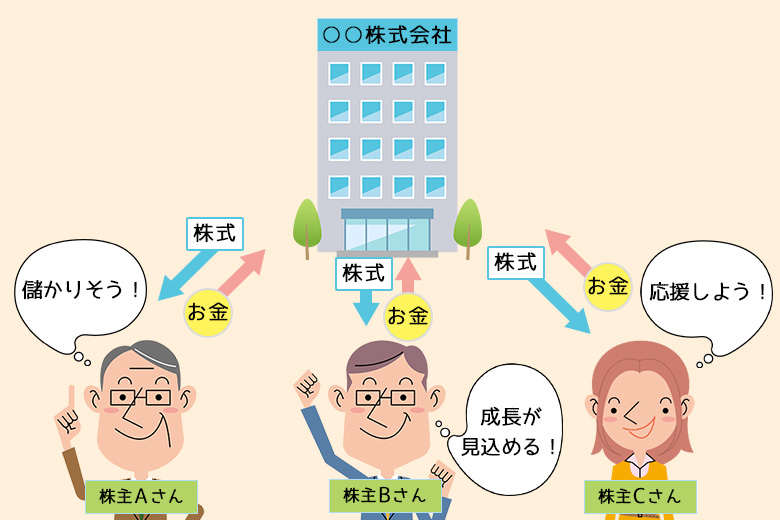 〇〇株式会社
株式
お金
株式
お金
株式
お金
儲かりそう！
成長が
見込める！
応援しよう！
株主Aさん
株主Bさん
株主Cさん